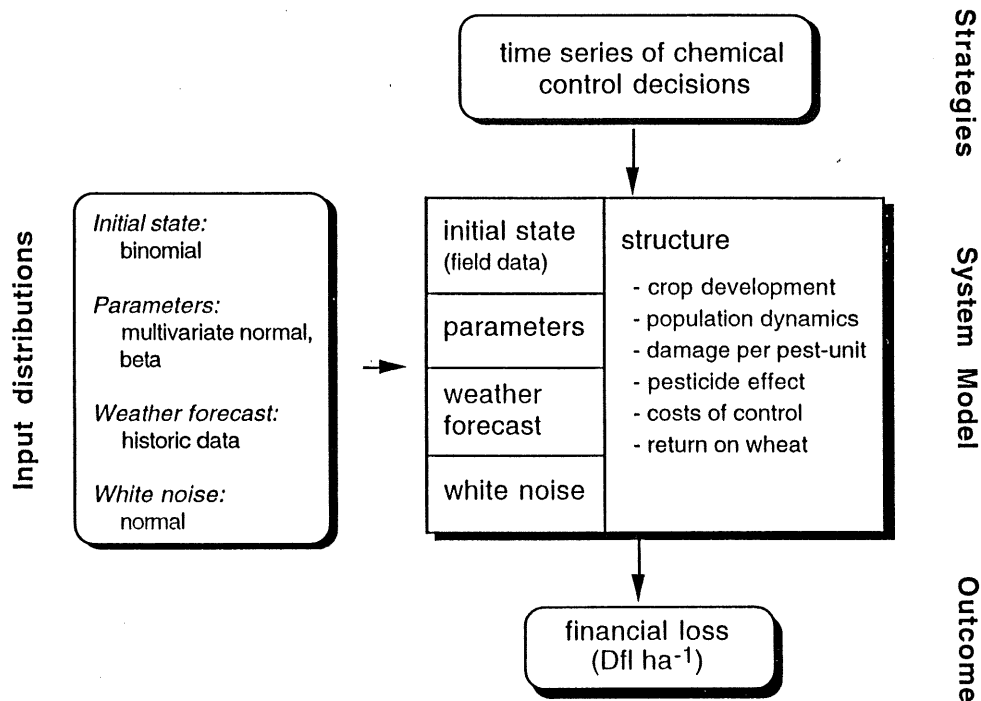 time series of chemical
control decisions
Strategies
Input distributions
Initial state:
binomial
Parameters:
multivariate normal,
beta
Weather forecast:
historic data
White noise:
normal
initial state
(field data)
parameters
weather
forecast
white noise
structure
- crop development
- population dynamics
- damage per pest-unit
- pesticide effect
- costs of control
- return on wheat
System Model
financial loss
(Dfl ha⁻¹)
Outcome